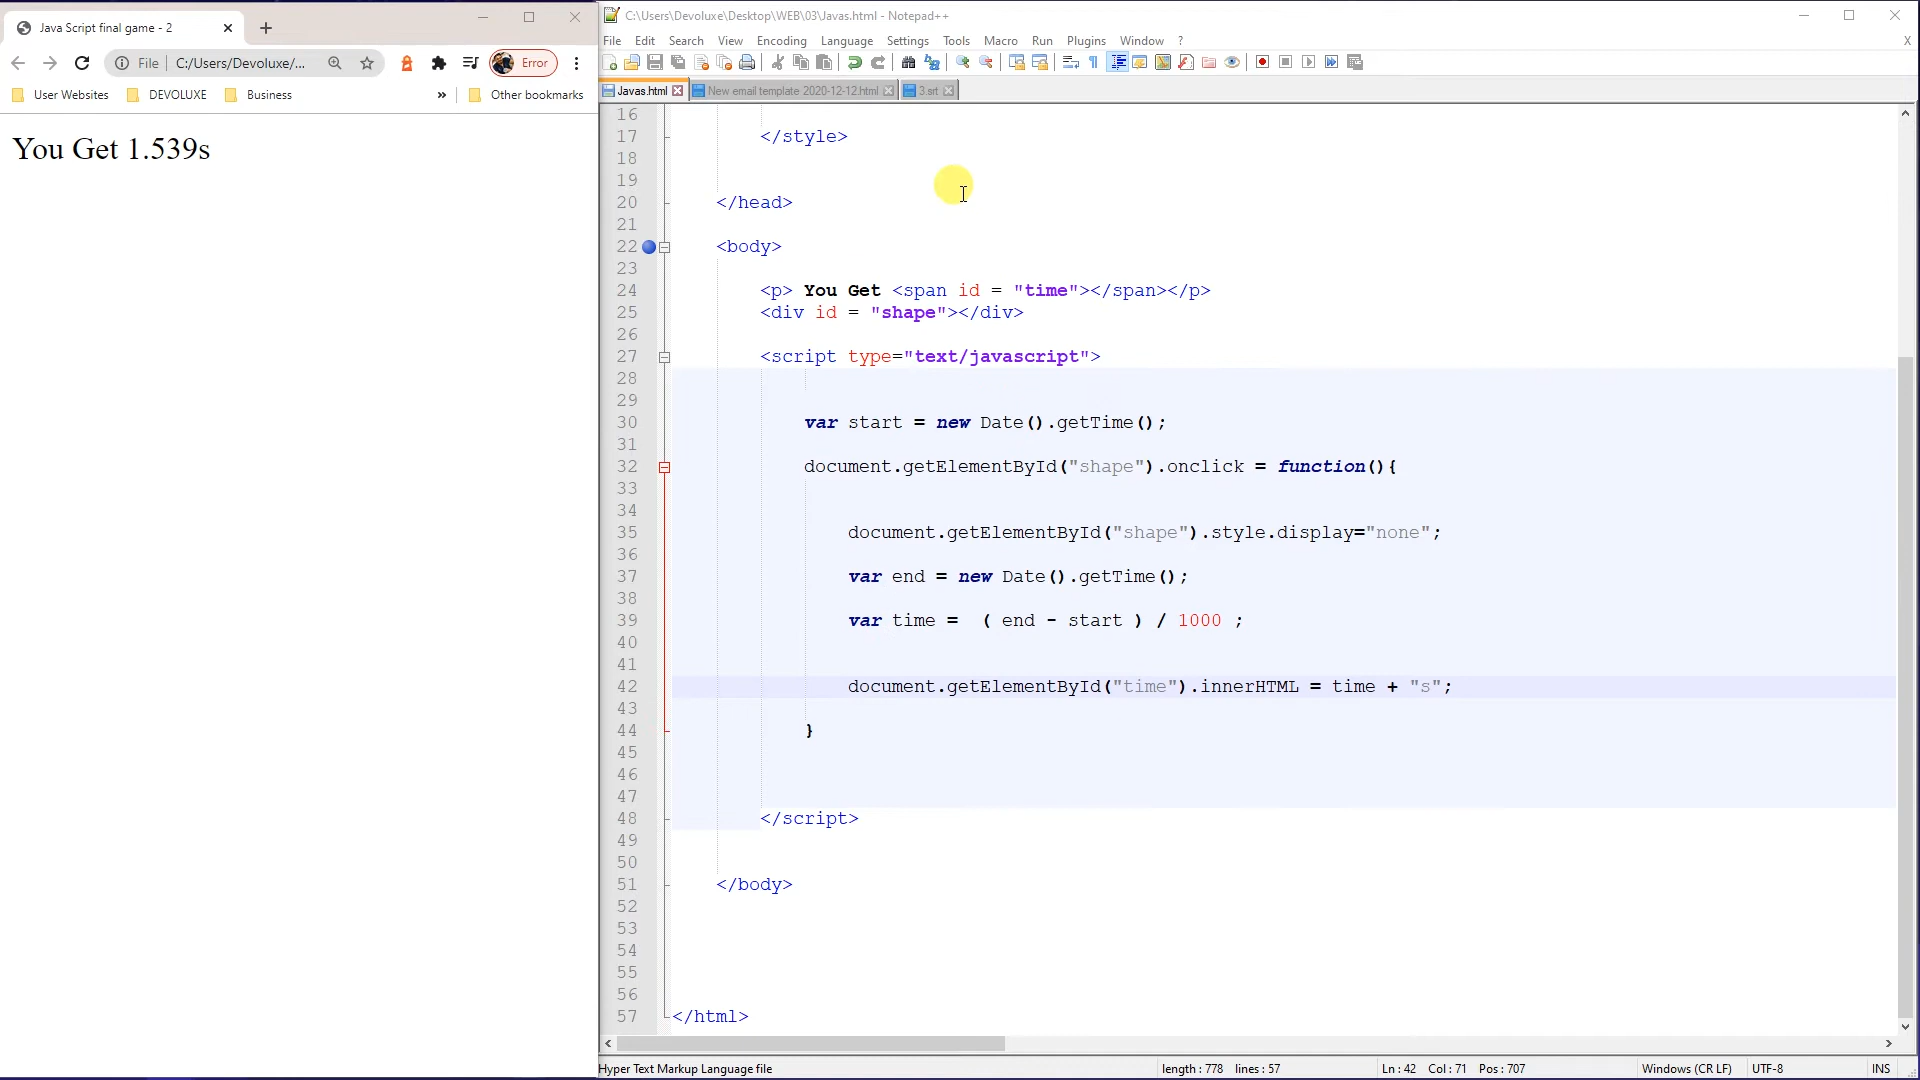 Java Script final game - 2
File C:/Users/Devoluxe/... Error
User Websites DEVOLUXE Business » Other bookmarks
You Get 1.539s
C:\Users\Devoluxe\Desktop\WEB\03\Javas.html - Notepad++
File Edit Search View Encoding Language Settings Tools Macro Run Plugins Window ? X
Javas.html New email template 2020-12-12.html 3.srt
16
17 </style>
18
19
20 </head>
21
22 <body>
23
24 <p> You Get <span id = "time"></span></p>
25 <div id = "shape"></div>
26
27 <script type="text/javascript">
28
29
30 var start = new Date().getTime();
31
32 document.getElementById("shape").onclick = function(){
33
34
35 document.getElementById("shape").style.display="none";
36
37 var end = new Date().getTime();
38
39 var time = ( end - start ) / 1000 ;
40
41
42 document.getElementById("time").innerHTML = time + "s";
43
44 }
45
46
47
48 </script>
49
50
51 </body>
52
53
54
55
56
57 </html>
Hyper Text Markup Language file length : 778 lines : 57 Ln : 42 Col : 71 Pos : 707 Windows (CR LF) UTF-8 INS